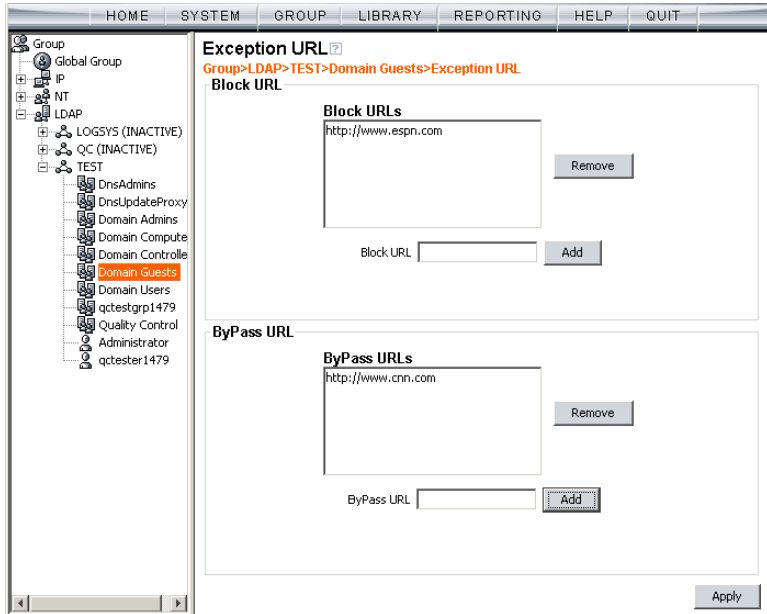 HOME SYSTEM GROUP LIBRARY REPORTING HELP QUIT
Group
Global Group
IP
NT
LDAP
LOGSYS (INACTIVE)
QC (INACTIVE)
TEST
DnsAdmins
DnsUpdateProxy
Domain Admins
Domain Compute
Domain Controlle
Domain Guests
Domain Users
qctestgrp1479
Quality Control
Administrator
qctester1479
Exception URL?
Group>LDAP>TEST>Domain Guests>Exception URL
Block URL
Block URLs
http://www.espn.com
Remove
Block URL Add
ByPass URL
ByPass URLs
http://www.cnn.com
Remove
ByPass URL Add
Apply